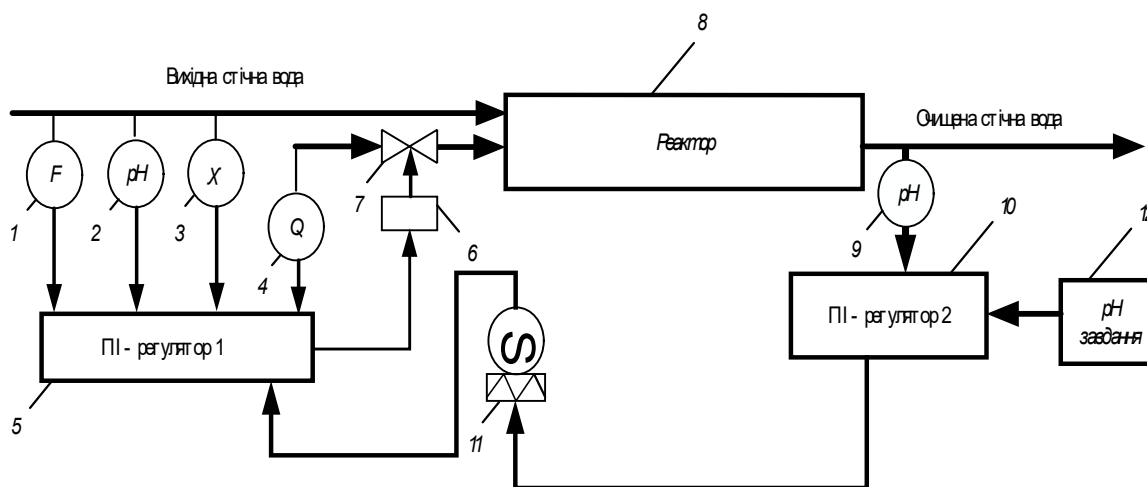 8
Вихідна стічна вода
Очищена стічна вода
Реактор
F
pH
X
7
pH
1
2
3
Q
4
6
9
10
12
ПІ - регулятор 1
S
ПІ - регулятор 2
pH
завдання
5
11